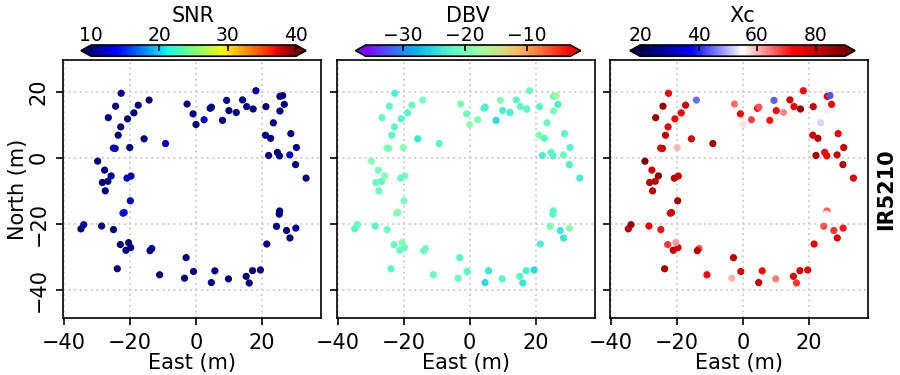 SNR DBV Xc
10 20 30 40 −30 −20 −10 20 40 60 80
20
0
−20
−40
North (m)
IR5210
−40 −20 0 20 −40 −20 0 20 −40 −20 0 20
East (m) East (m) East (m)